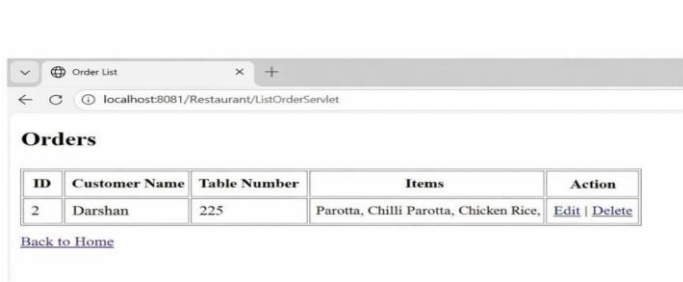 Order List
localhost:8081/Restaurant/ListOrderServlet
Orders
ID Customer Name Table Number Items Action
2 Darshan 225 Parotta, Chilli Parotta, Chicken Rice, Edit | Delete
Back to Home